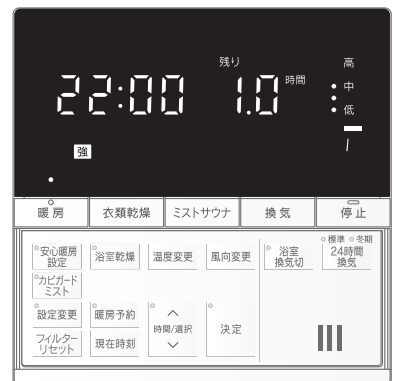 残り
22:00 1.0 時間
高
中
低
強
暖房 衣類乾燥 ミストサウナ 換気 停止
標準 冬期
安心暖房
設定
浴室乾燥
温度変更
風向変更
浴室
換気切
24時間
換気
カビガード
ミスト
設定変更
暖房予約
時間/選択
決定
フィルター
リセット
現在時刻